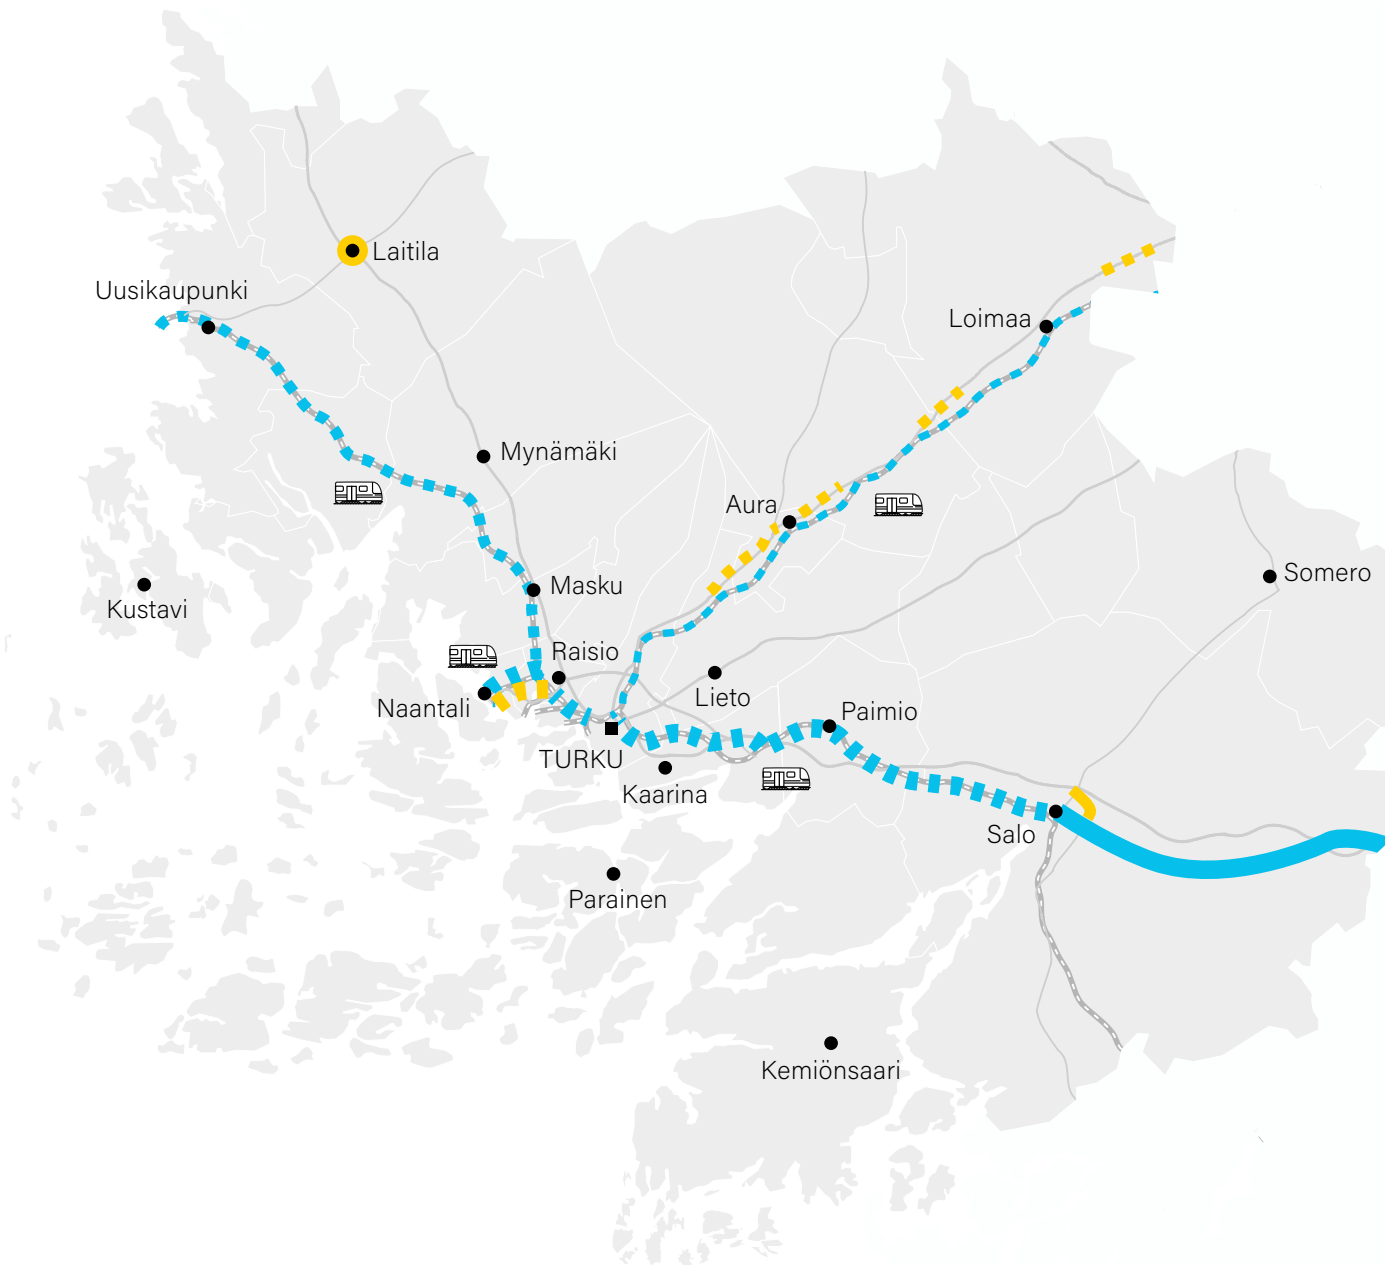 Laitila
Uusikaupunki
Loimaa
Mynämäki
Aura
Somero
Masku
Kustavi
Raisio
Lieto
Naantali
Paimio
TURKU
Kaarina
Salo
Parainen
Kemiönsaari